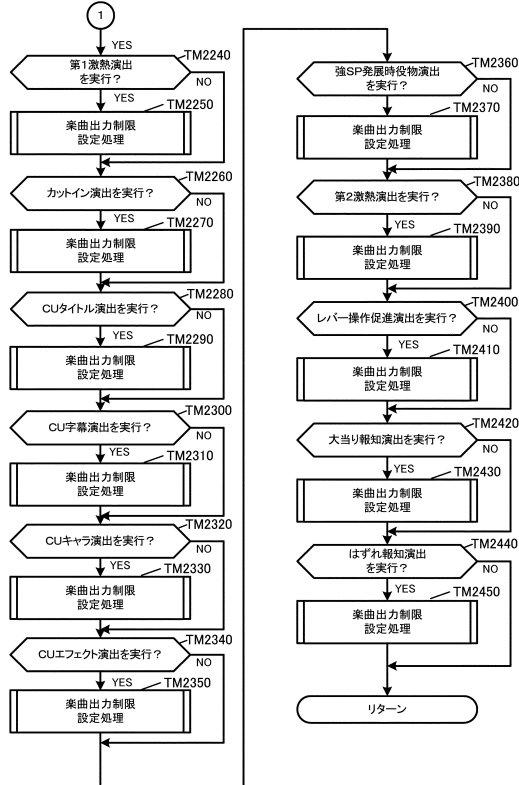 1
YES
TM2240
第1激熱演出
を実行？
NO
YES
TM2250
楽曲出力制限
設定処理
TM2260
カットイン演出を実行？
NO
YES
TM2270
楽曲出力制限
設定処理
TM2280
CUタイトル演出を実行？
NO
YES
TM2290
楽曲出力制限
設定処理
TM2300
CU字幕演出を実行？
NO
YES
TM2310
楽曲出力制限
設定処理
TM2320
CUキャラ演出を実行？
NO
YES
TM2330
楽曲出力制限
設定処理
TM2340
CUエフェクト演出を実行？
NO
YES
TM2350
楽曲出力制限
設定処理
TM2360
強SP発展時役物演出
を実行？
NO
YES
TM2370
楽曲出力制限
設定処理
TM2380
第2激熱演出を実行？
NO
YES
TM2390
楽曲出力制限
設定処理
TM2400
レバー操作促進演出を実行？
NO
YES
TM2410
楽曲出力制限
設定処理
TM2420
大当り報知演出を実行？
NO
YES
TM2430
楽曲出力制限
設定処理
TM2440
はずれ報知演出
を実行？
NO
YES
TM2450
楽曲出力制限
設定処理
リターン